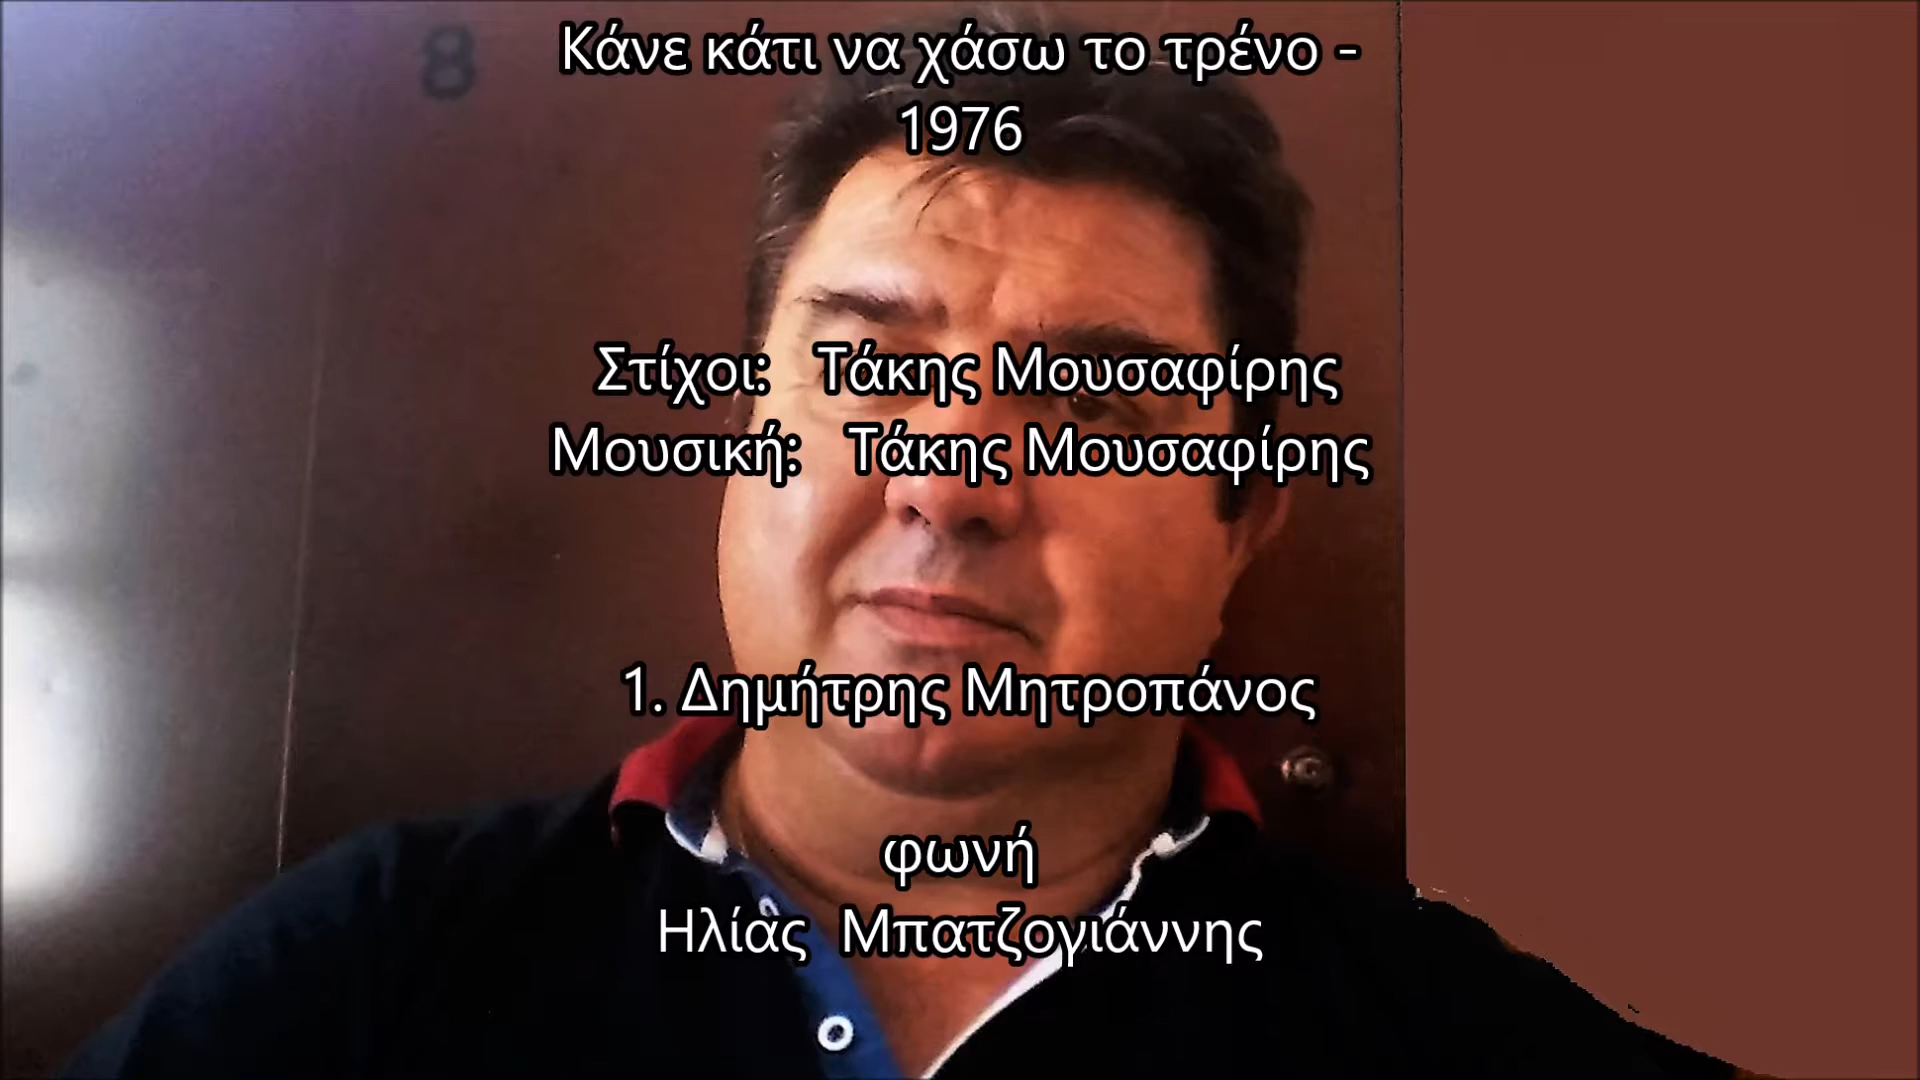 8
Κάνε κάτι να χάσω το τρένο -
1976
Στίχοι: Τάκης Μουσαφίρης
Μουσική: Τάκης Μουσαφίρης
1. Δημήτρης Μητροπάνος
φωνή
Ηλίας Μπατζογιάννης